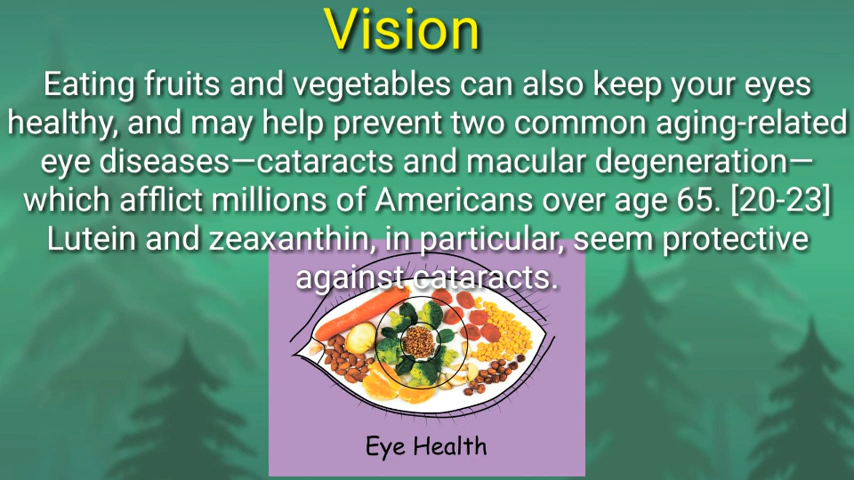 Vision
Eating fruits and vegetables can also keep your eyes
healthy, and may help prevent two common aging-related
eye diseases—cataracts and macular degeneration—
which afflict millions of Americans over age 65. [20-23]
Lutein and zeaxanthin, in particular, seem protective
against cataracts.
Eye Health